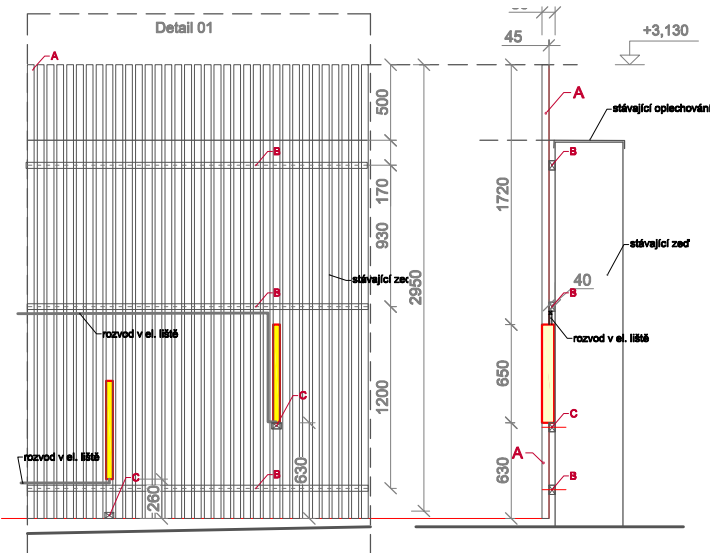 Detail 01
45
+3,130
A
500
A
stávající oplechování
B
B
170
1720
930
stávající zeď
stávající zeď
2950
40
B
B
rozvod v el. liště
rozvod v el. liště
650
1200
C
C
rozvod v el. liště
A
630
630
B
B
C
260